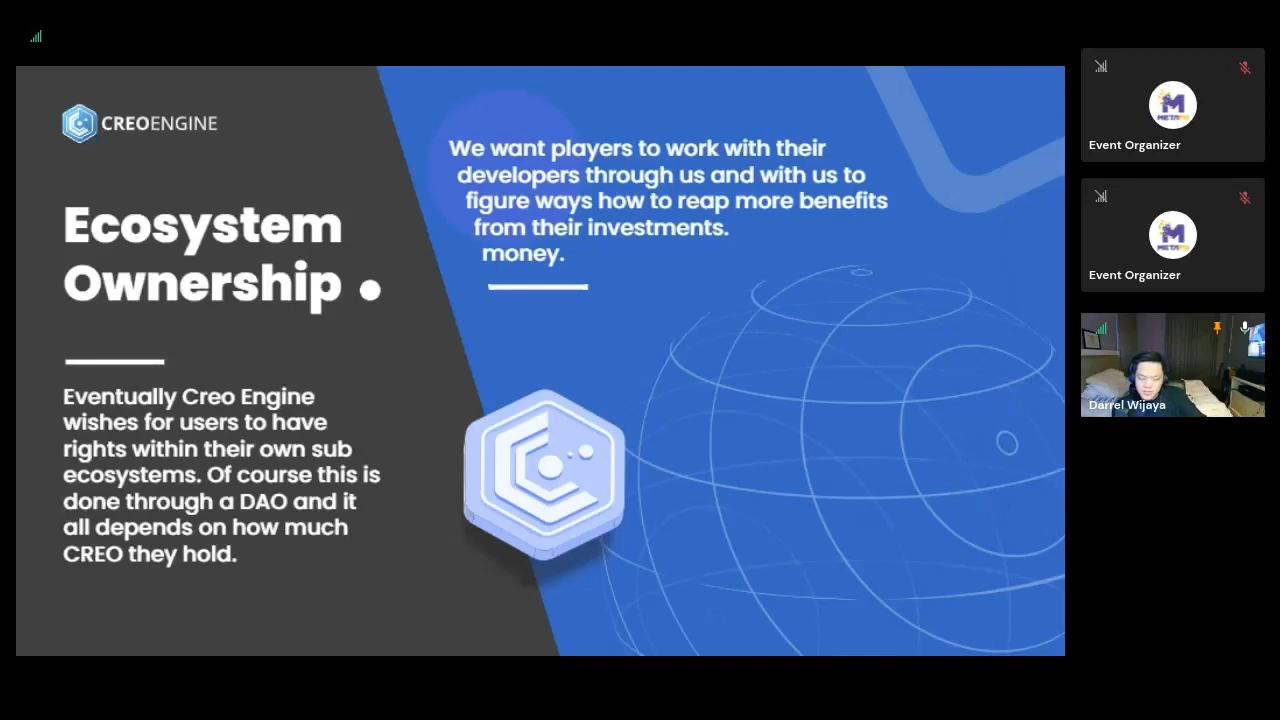 CREOENGINE
Ecosystem
Ownership
Eventually Creo Engine
wishes for users to have
rights within their own sub
ecosystems. Of course this is
done through a DAO and it
all depends on how much
CREO they hold.
We want players to work with their
developers through us and with us to
figure ways how to reap more benefits
from their investments.
money.
Event Organizer
Event Organizer
Darrel Wijaya